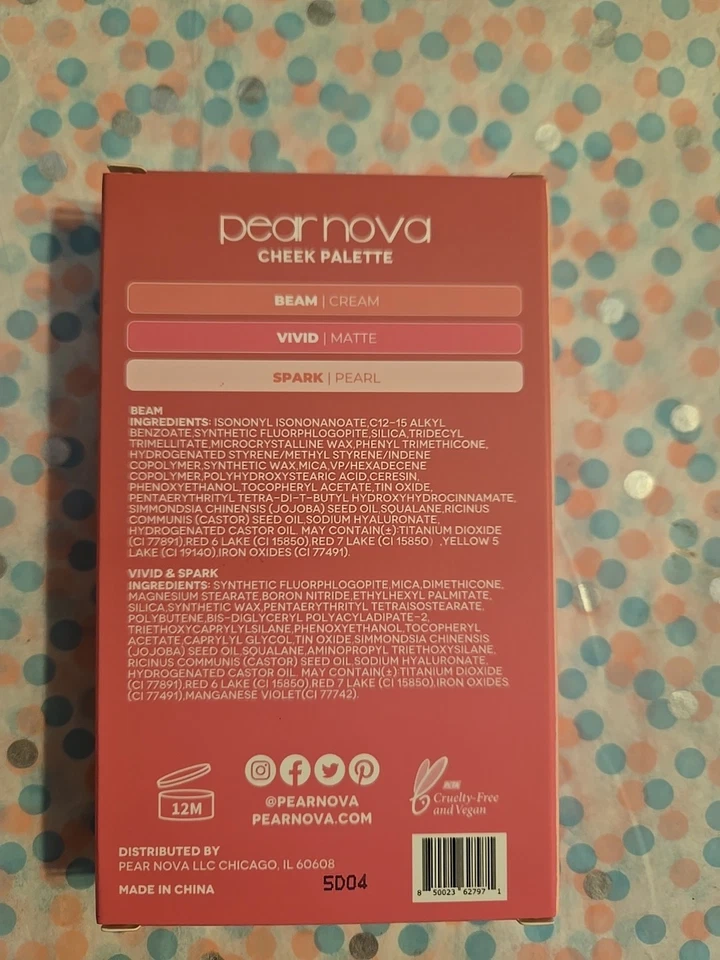 pear nova
CHEEK PALETTE
BEAM | CREAM
VIVID | MATTE
SPARK | PEARL
BEAM
INGREDIENTS: ISONONYL ISONONANOATE,C12-15 ALKYL
BENZOATE,SYNTHETIC FLUORPHLOGOPITE,SILICA,TRIDECYL
TRIMELLITATE,MICROCRYSTALLINE WAX,PHENYL TRIMETHICONE,
HYDROGENATED STYRENE/METHYL STYRENE/INDENE
COPOLYMER,SYNTHETIC WAX,MICA,VP/HEXADECENE
COPOLYMER,POLYHYDROXYSTEARIC ACID,CERESIN,
PHENOXYETHANOL,TOCOPHERYL ACETATE,TIN OXIDE,
PENTAERYTHRITYL TETRA-DI-T-BUTYL HYDROXYHYDROCINNAMATE,
SIMMONDSIA CHINENSIS (JOJOBA) SEED OIL,SQUALANE,RICINUS
COMMUNIS (CASTOR) SEED OIL,SODIUM HYALURONATE,
HYDROGENATED CASTOR OIL. MAY CONTAIN(±):TITANIUM DIOXIDE
(CI 77891),RED 6 LAKE (CI 15850),RED 7 LAKE (CI 15850) ,YELLOW 5
LAKE (CI 19140),IRON OXIDES (CI 77491).
VIVID & SPARK
INGREDIENTS: SYNTHETIC FLUORPHLOGOPITE,MICA,DIMETHICONE,
MAGNESIUM STEARATE,BORON NITRIDE,ETHYLHEXYL PALMITATE,
SILICA,SYNTHETIC WAX,PENTAERYTHRITYL TETRAISOSTEARATE,
POLYBUTENE,BIS-DIGLYCERYL POLYACYLADIPATE-2,
TRIETHOXYCAPRYLYLSILANE,PHENOXYETHANOL,TOCOPHERYL
ACETATE,CAPRYLYL GLYCOL,TIN OXIDE,SIMMONDSIA CHINENSIS
(JOJOBA) SEED OIL,SQUALANE,AMINOPROPYL TRIETHOXYSILANE,
RICINUS COMMUNIS (CASTOR) SEED OIL,SODIUM HYALURONATE,
HYDROGENATED CASTOR OIL. MAY CONTAIN(±):TITANIUM DIOXIDE
(CI 77891),RED 6 LAKE (CI 15850),RED 7 LAKE (CI 15850),IRON OXIDES
(CI 77491),MANGANESE VIOLET(CI 77742).
12M
@PEARNOVA
PEARNOVA.COM
Cruelty-Free
and Vegan
DISTRIBUTED BY
PEAR NOVA LLC CHICAGO, IL 60608
MADE IN CHINA
5D04
8 50023 62797 1